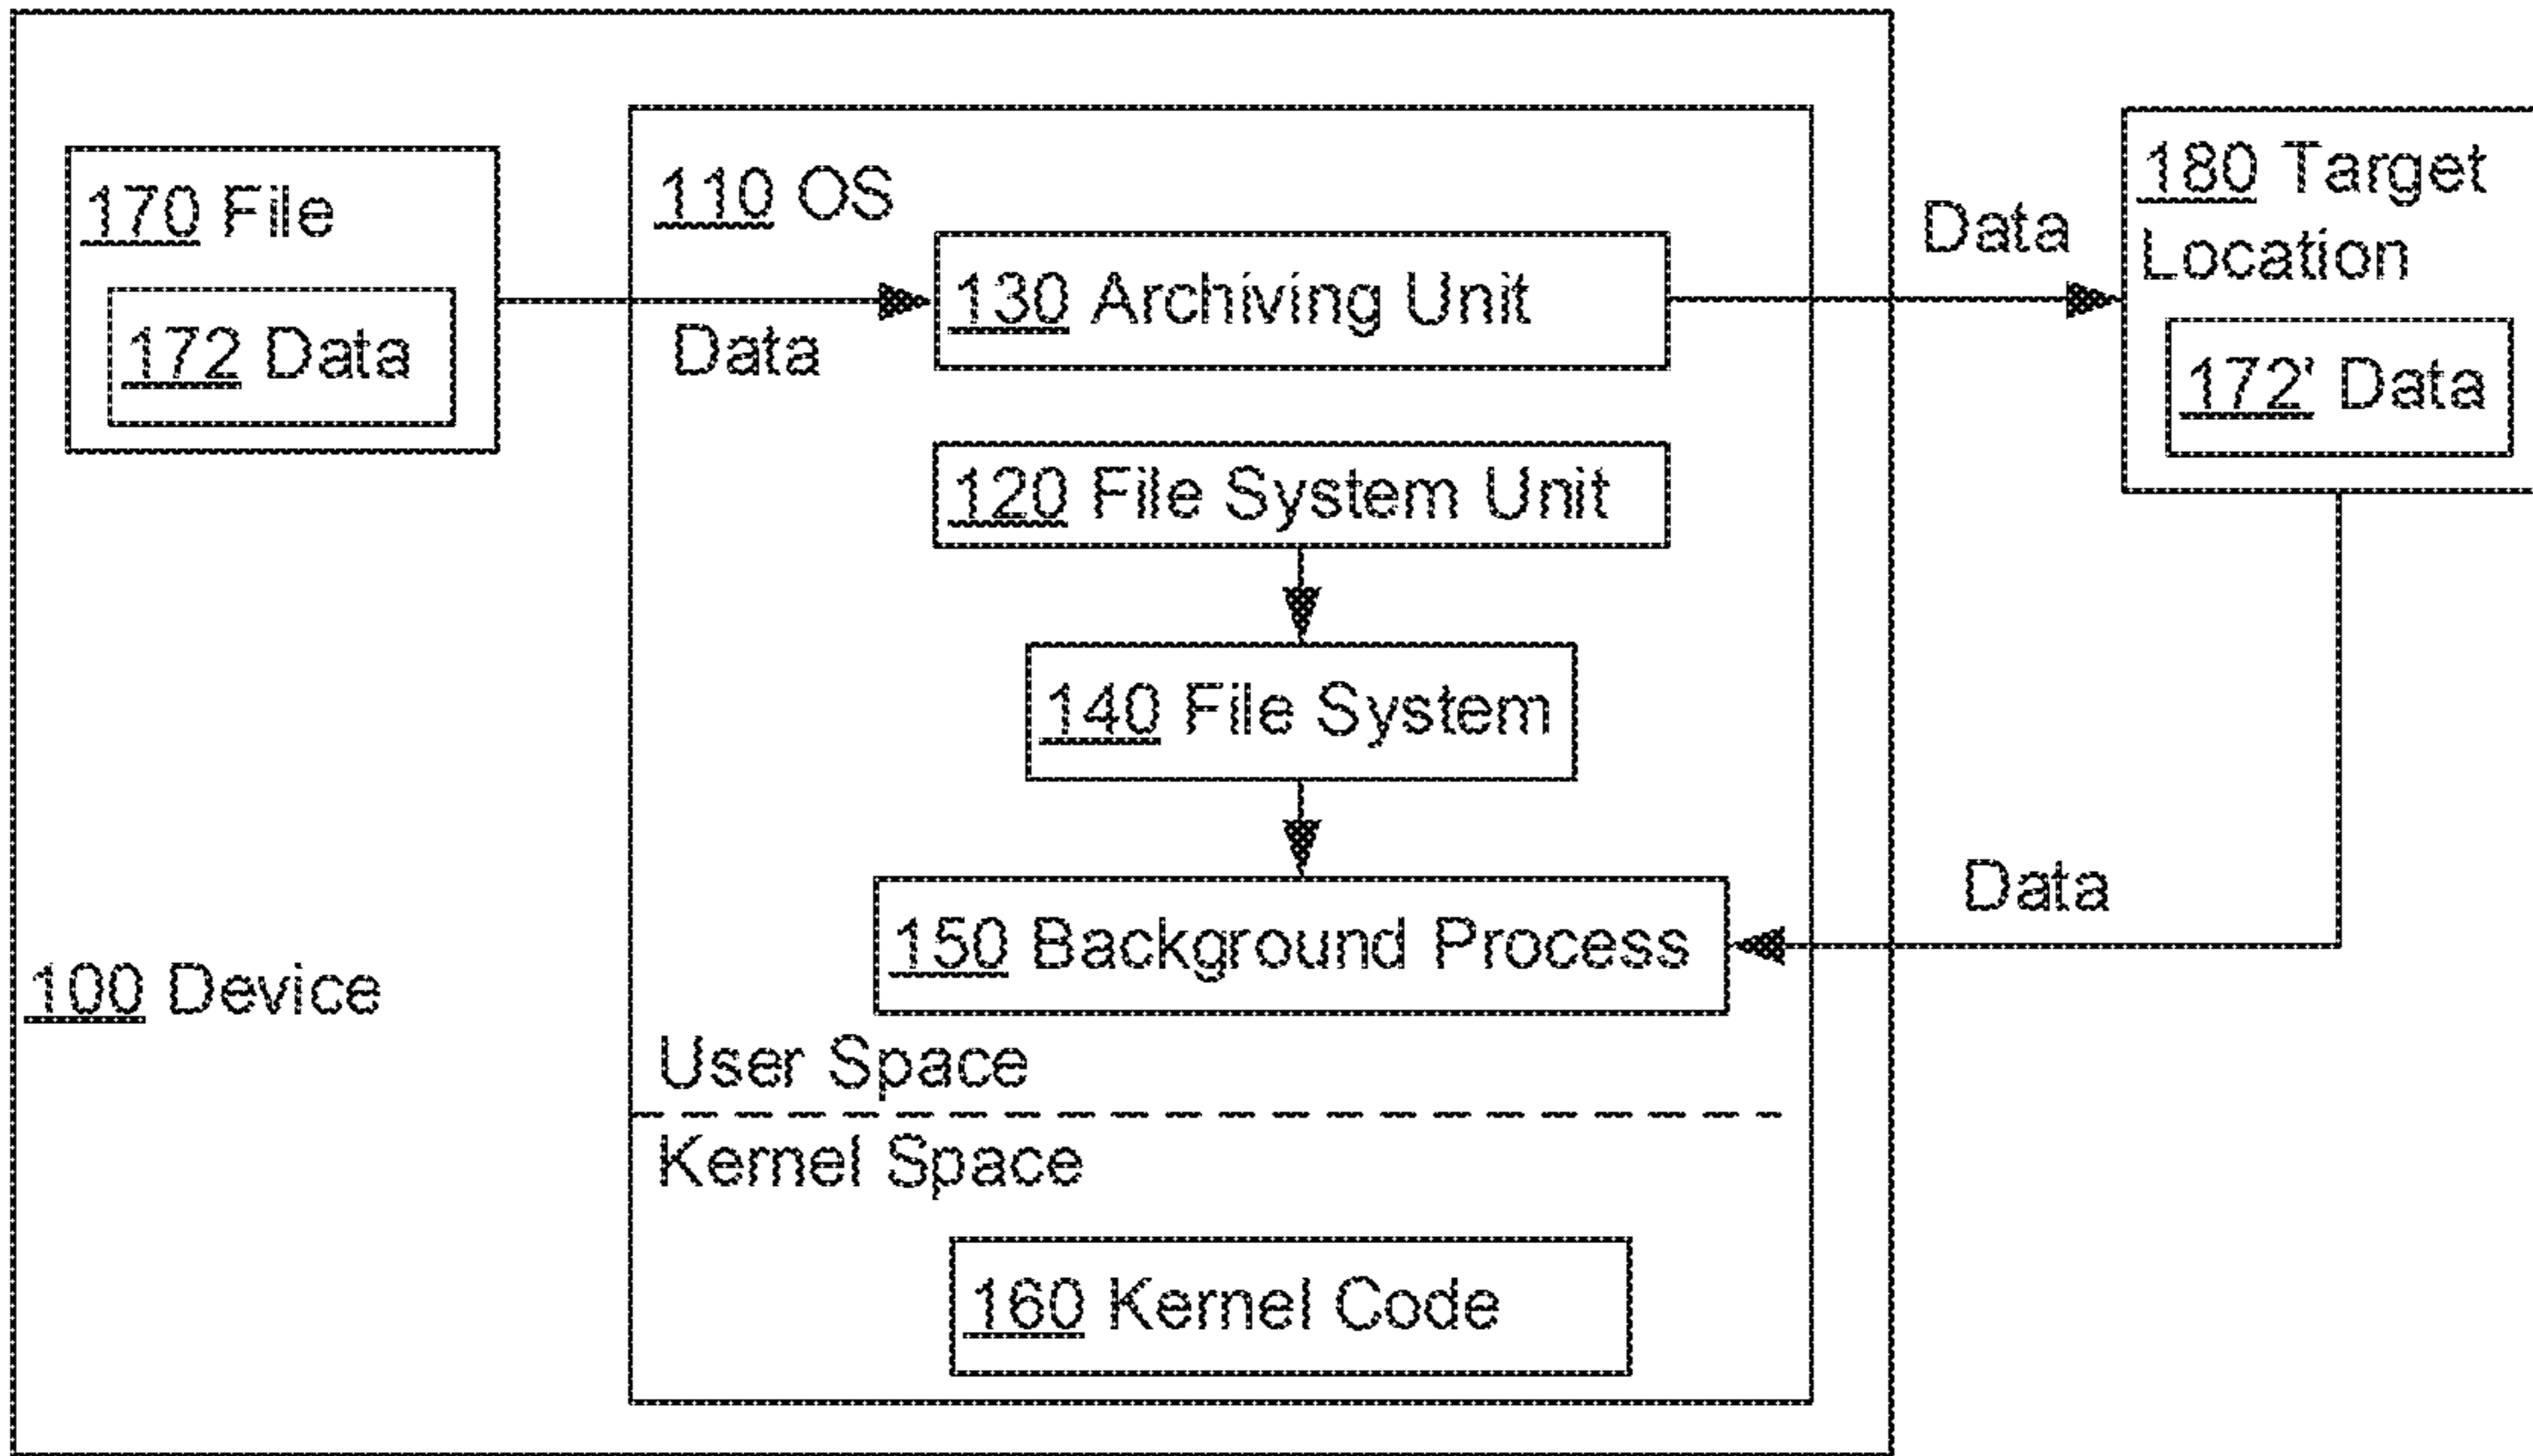 170 File
172 Data
Data
110 OS
130 Archiving Unit
120 File System Unit
140 File System
150 Background Process
User Space
Kernel Space
160 Kernel Code
100 Device
Data
180 Target
Location
172' Data
Data